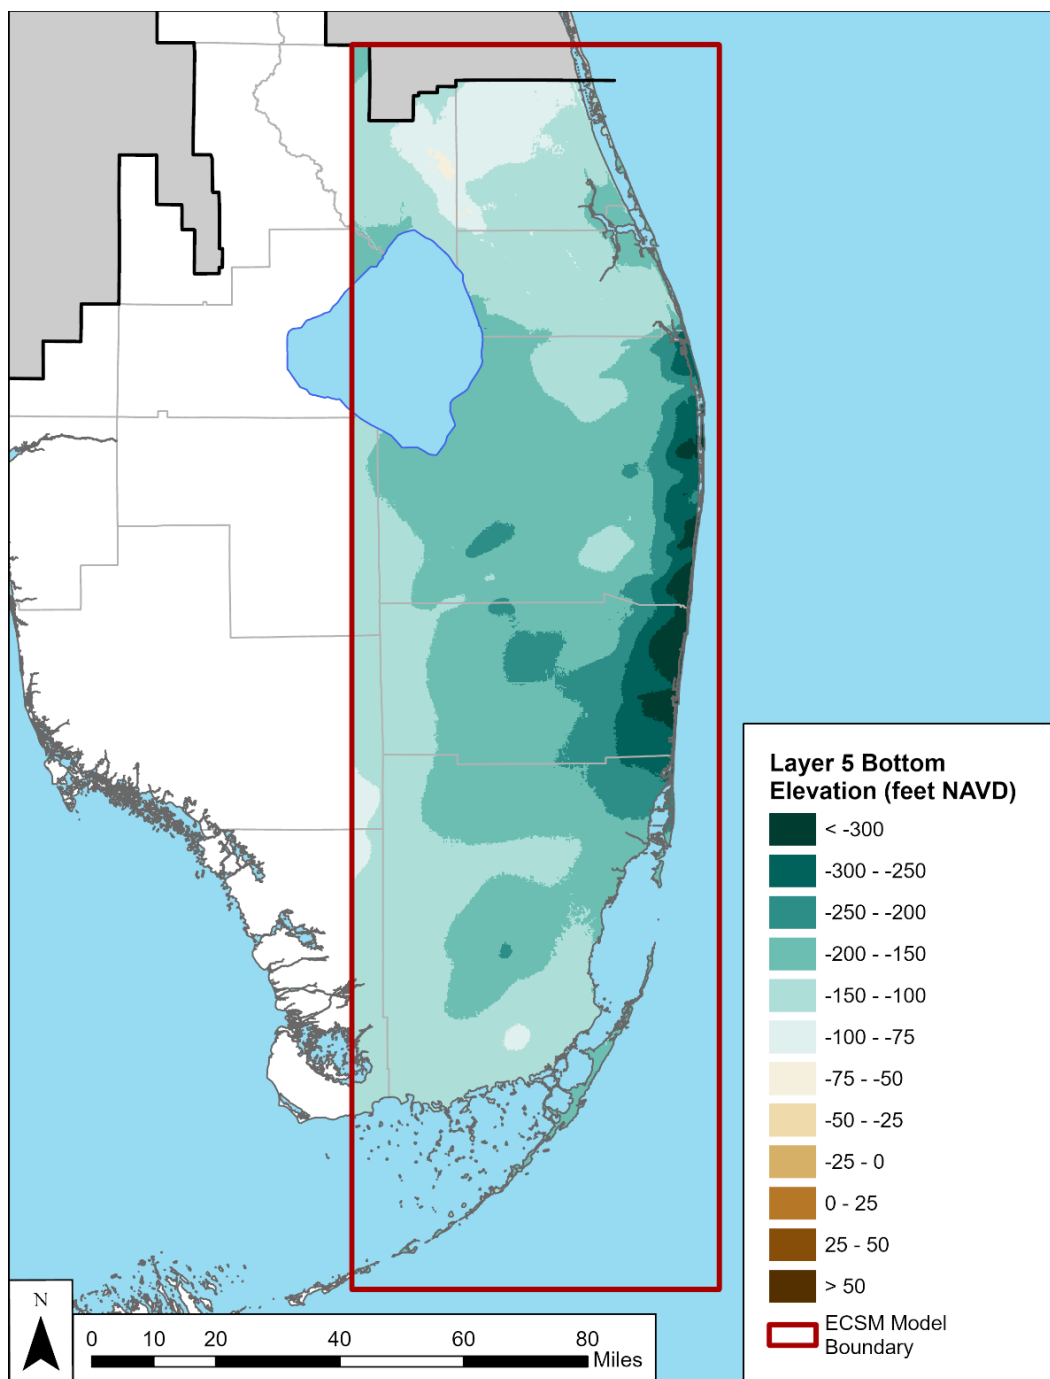 Layer 5 Bottom
Elevation (feet NAVD)
< -300
-300 - -250
-250 - -200
-200 - -150
-150 - -100
-100 - -75
-75 - -50
-50 - -25
-25 - 0
0 - 25
25 - 50
> 50
ECSM Model
Boundary
N
0 10 20 40 60 80
Miles